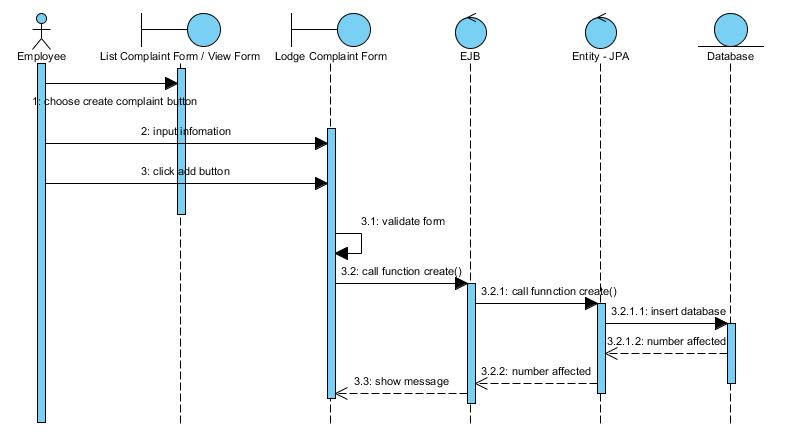 Employee
List Complaint Form / View Form
Lodge Complaint Form
EJB
Entity - JPA
Database
1: choose create complaint button
2: input infomation
3: click add button
3.1: validate form
3.2: call function create()
3.2.1: call funnction create()
3.2.1.1: insert database
3.2.1.2: number affected
3.2.2: number affected
3.3: show message